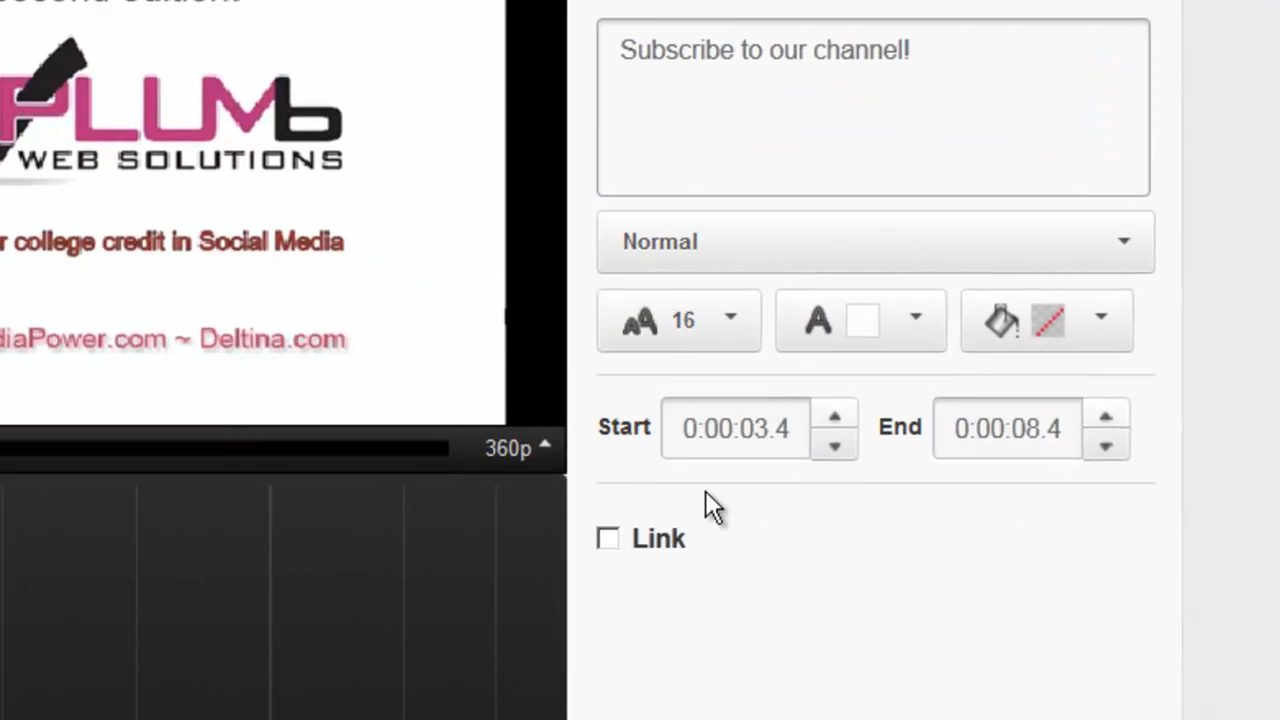 Subscribe to our channel!
PLUMb
WEB SOLUTIONS
r college credit in Social Media
diaPower.com ~ Deltina.com
Normal
16
Start 0:00:03.4 End 0:00:08.4
360p
Link